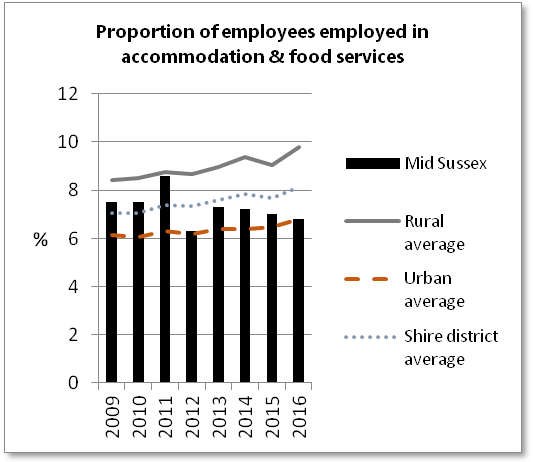 Proportion of employees employed in
accommodation & food services
12
10
8
6
4
2
0
%
2009
2010
2011
2012
2013
2014
2015
2016
Mid Sussex
Rural
average
Urban
average
Shire district
average